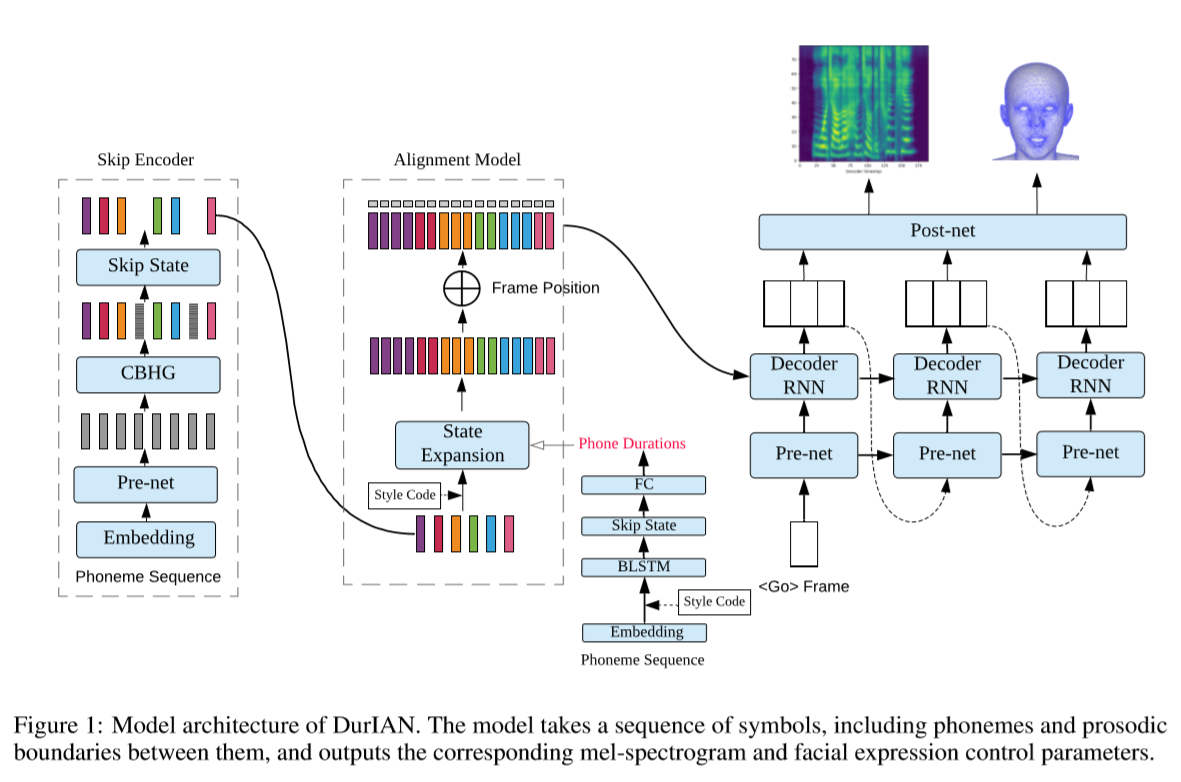 Skip Encoder
Skip State
CBHG
Pre-net
Embedding
Phoneme Sequence
Alignment Model
Frame Position
State
Expansion
Style Code
Phone Durations
FC
Skip State
BLSTM
Style Code
Embedding
Phoneme Sequence
Post-net
Decoder
RNN
Decoder
RNN
Decoder
RNN
Pre-net
Pre-net
Pre-net
<Go> Frame
Figure 1: Model architecture of DurIAN. The model takes a sequence of symbols, including phonemes and prosodic
boundaries between them, and outputs the corresponding mel-spectrogram and facial expression control parameters.